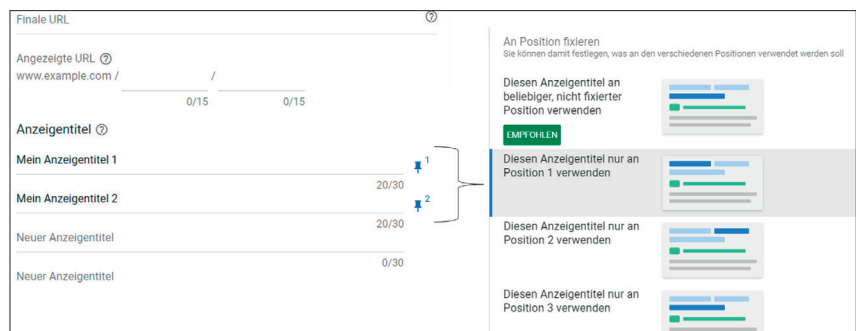 Finale URL
Angezeigte URL
www.example.com / /
0/15 0/15
Anzeigentitel
Mein Anzeigentitel 1
1
20/30
Mein Anzeigentitel 2
2
20/30
Neuer Anzeigentitel
0/30
Neuer Anzeigentitel
An Position fixieren
Sie können damit festlegen, was an den verschiedenen Positionen verwendet werden soll
Diesen Anzeigentitel an
beliebiger, nicht fixierter
Position verwenden
EMPFOHLEN
Diesen Anzeigentitel nur an
Position 1 verwenden
Diesen Anzeigentitel nur an
Position 2 verwenden
Diesen Anzeigentitel nur an
Position 3 verwenden